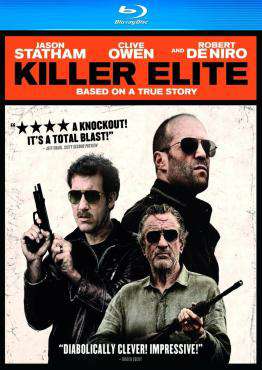 Blu-ray Disc
JASON STATHAM CLIVE OWEN AND ROBERT DE NIRO
KILLER ELITE
BASED ON A TRUE STORY
"★★★★ A KNOCKOUT!
IT'S A TOTAL BLAST!"
"DIABOLICALLY CLEVER! IMPRESSIVE!"